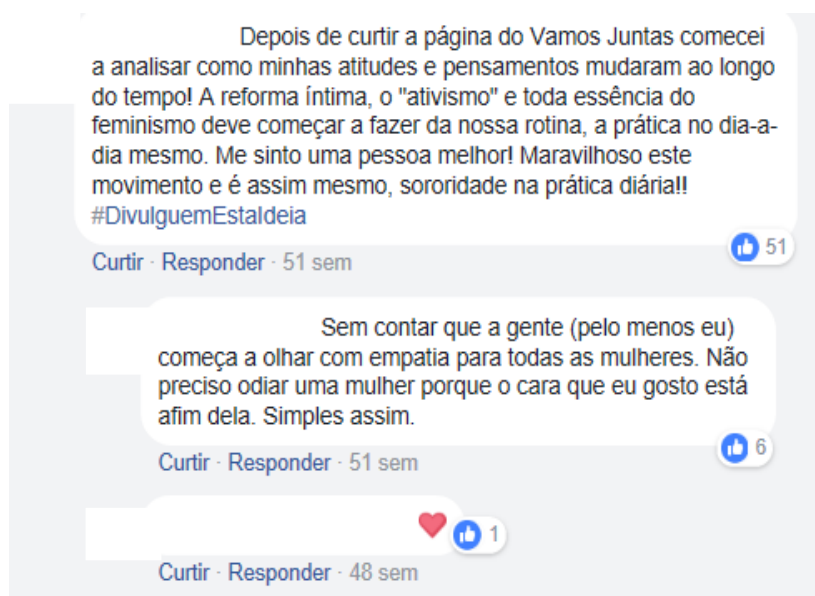 Depois de curtir a página do Vamos Juntas comecei
a analisar como minhas atitudes e pensamentos mudaram ao longo
do tempo! A reforma íntima, o "ativismo" e toda essência do
feminismo deve começar a fazer da nossa rotina, a prática no dia-a-
dia mesmo. Me sinto uma pessoa melhor! Maravilhoso este
movimento e é assim mesmo, sororidade na prática diária!!
#DivulguemEstaIdeia
51
Curtir · Responder · 51 sem
Sem contar que a gente (pelo menos eu)
começa a olhar com empatia para todas as mulheres. Não
preciso odiar uma mulher porque o cara que eu gosto está
afim dela. Simples assim.
6
Curtir · Responder · 51 sem
1
Curtir · Responder · 48 sem